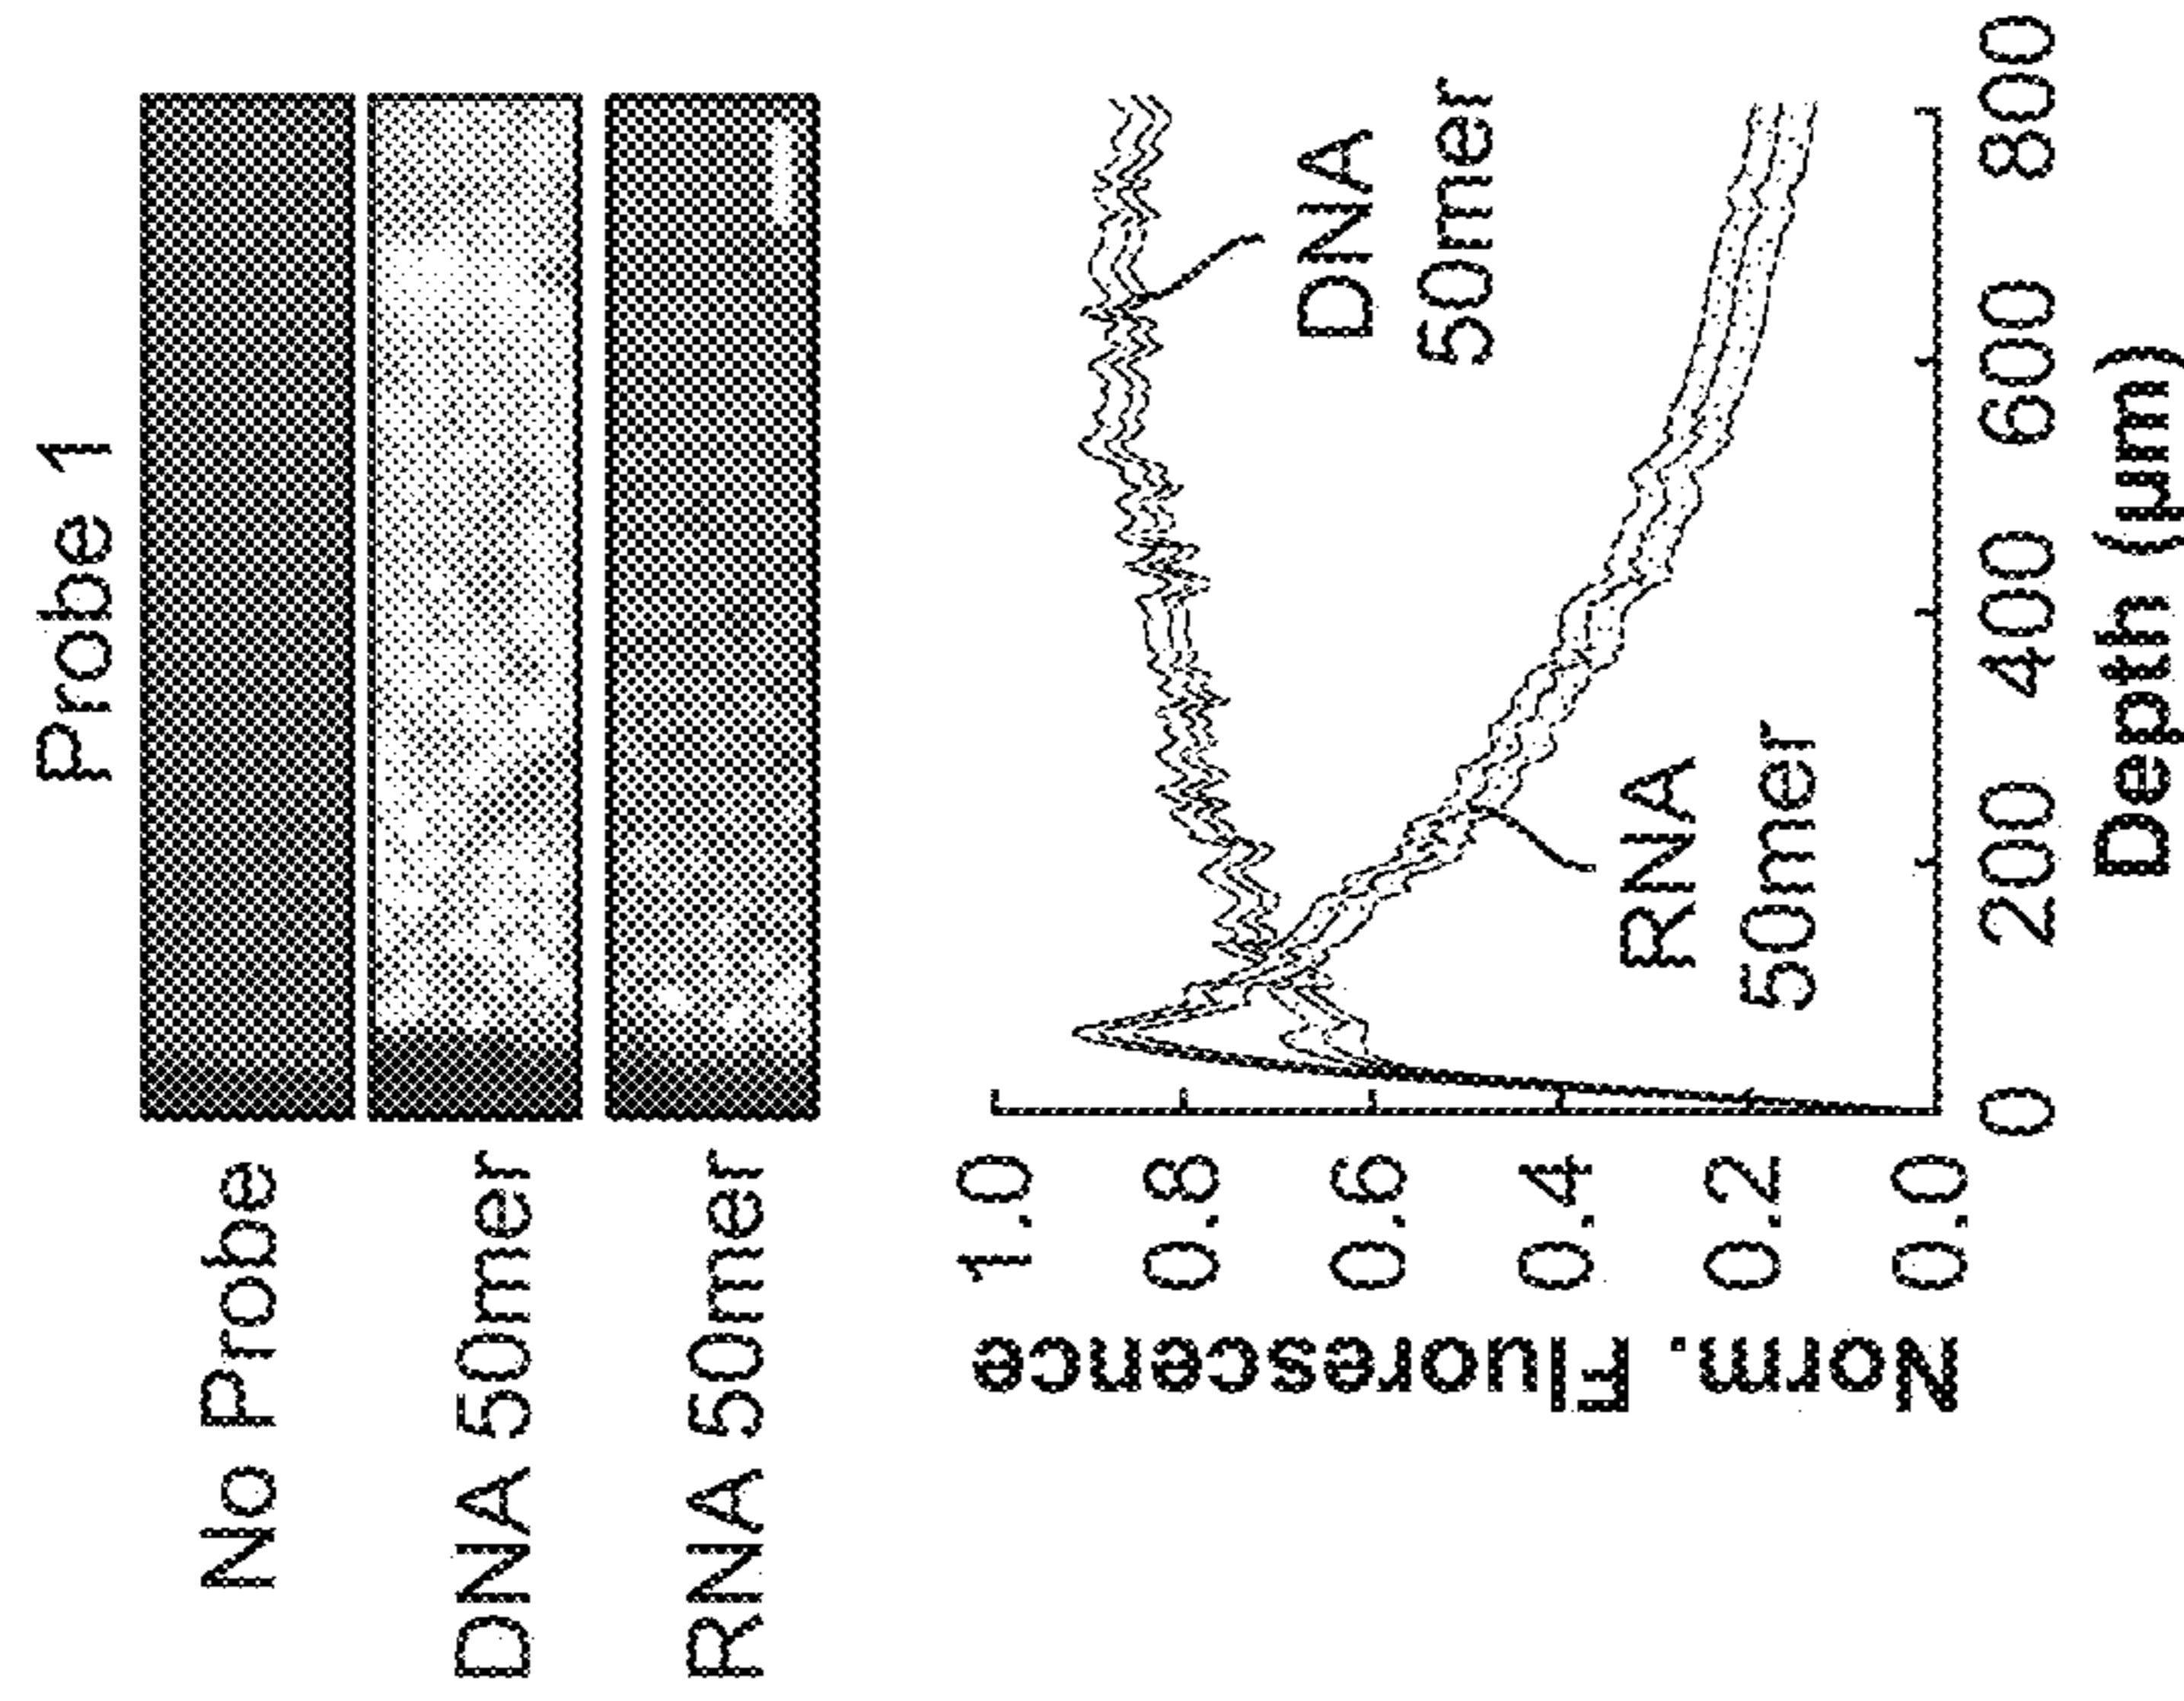 Probe 1
No Probe
DNA 50mer
RNA 50mer
Norm. Fluorescence
1.0
0.8
0.6
0.4
0.2
0.0
DNA
50mer
RNA
50mer
0 200 400 600 800
Depth (µm)